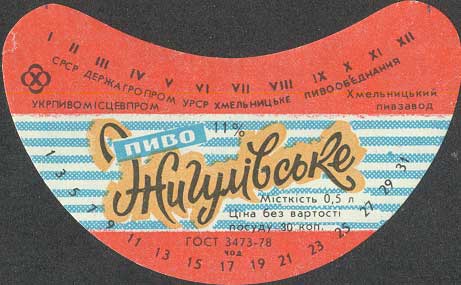 I II III IV V VI VII VIII IX X XI XII
СРСР ДЕРЖАГРОПРОМ УРСР ХМЕЛЬНИЦЬКЕ ПИВООБ'ЄДНАННЯ
УКРПИВОМІСЦЕВПРОМ
Хмельницький
пивзавод
ПИВО 11%
Жигулівське
Місткість 0,5 л
Ціна без вартості
посуду 30 коп.
ГОСТ 3473-78
1 3 5 7 9 11 13 15 17 19 21 23 25 27 29 31